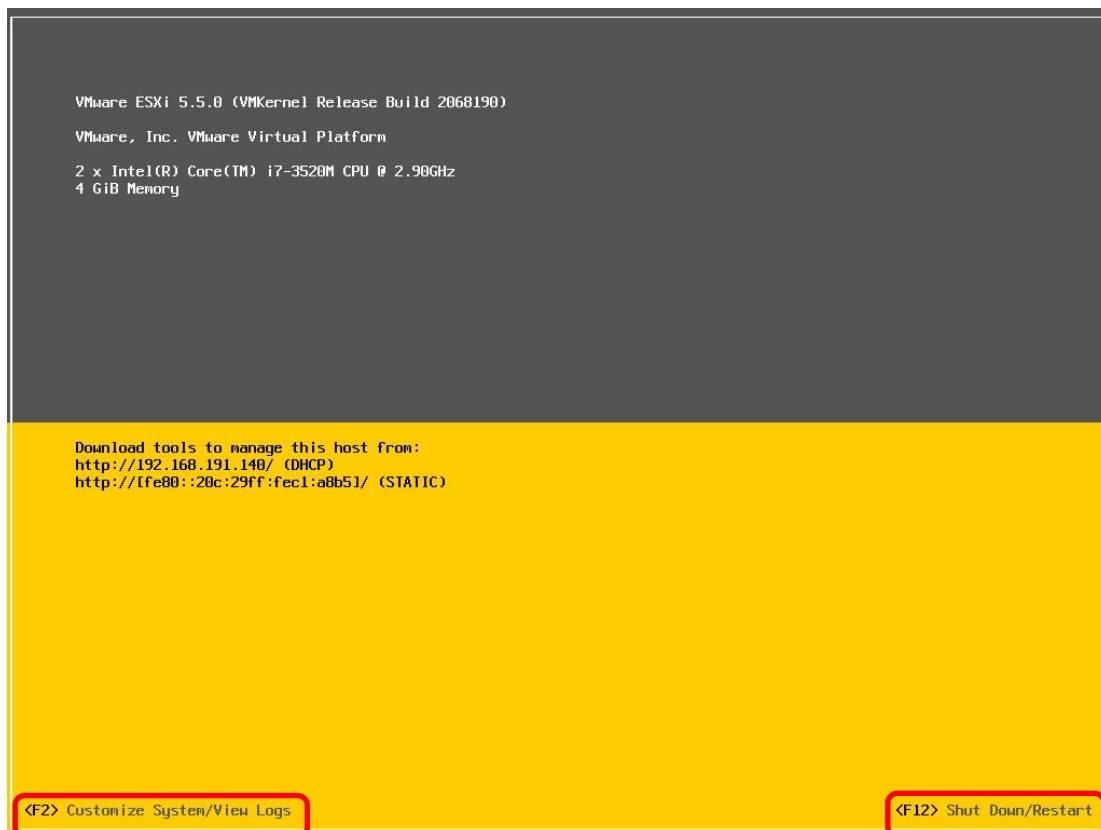 VMware ESXi 5.5.0 (VMKernel Release Build 2068190)
VMware, Inc. VMware Virtual Platform
2 x Intel(R) Core(TM) i7-3520M CPU @ 2.90GHz
4 GiB Memory
Download tools to manage this host from:
http://192.168.191.140/ (DHCP)
http://[fe80::20c:29ff:fec1:a8b5]/ (STATIC)
<F2> Customize System/View Logs
<F12> Shut Down/Restart